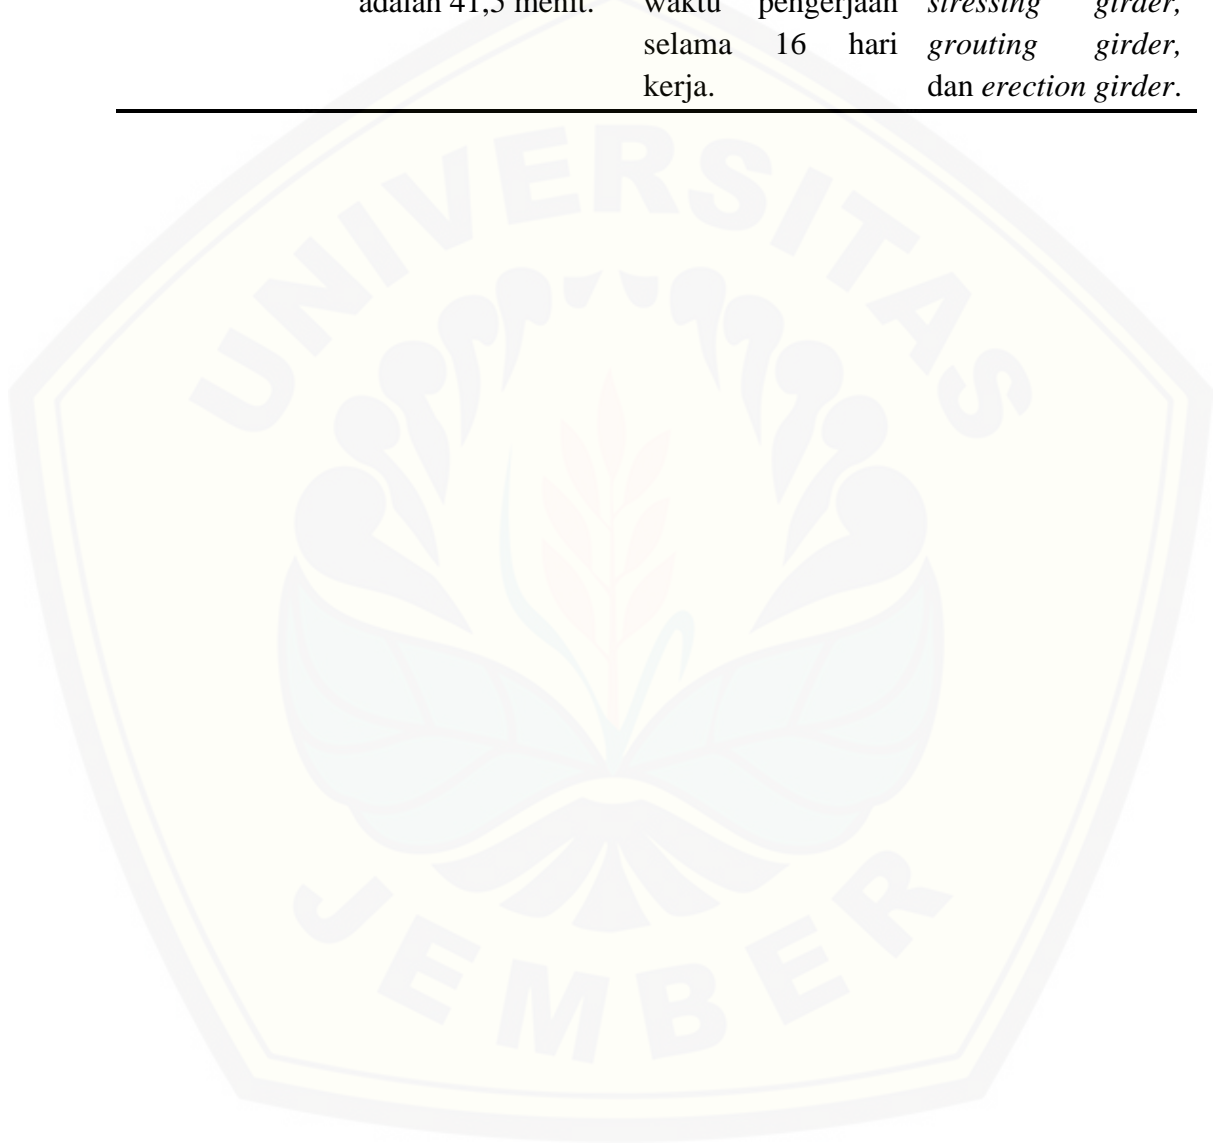 adalah 41,5 menit. waktu pengerjaan stressing girder,
selama 16 hari grouting girder,
kerja. dan erection girder.
UNIVERSITAS
JEMBER